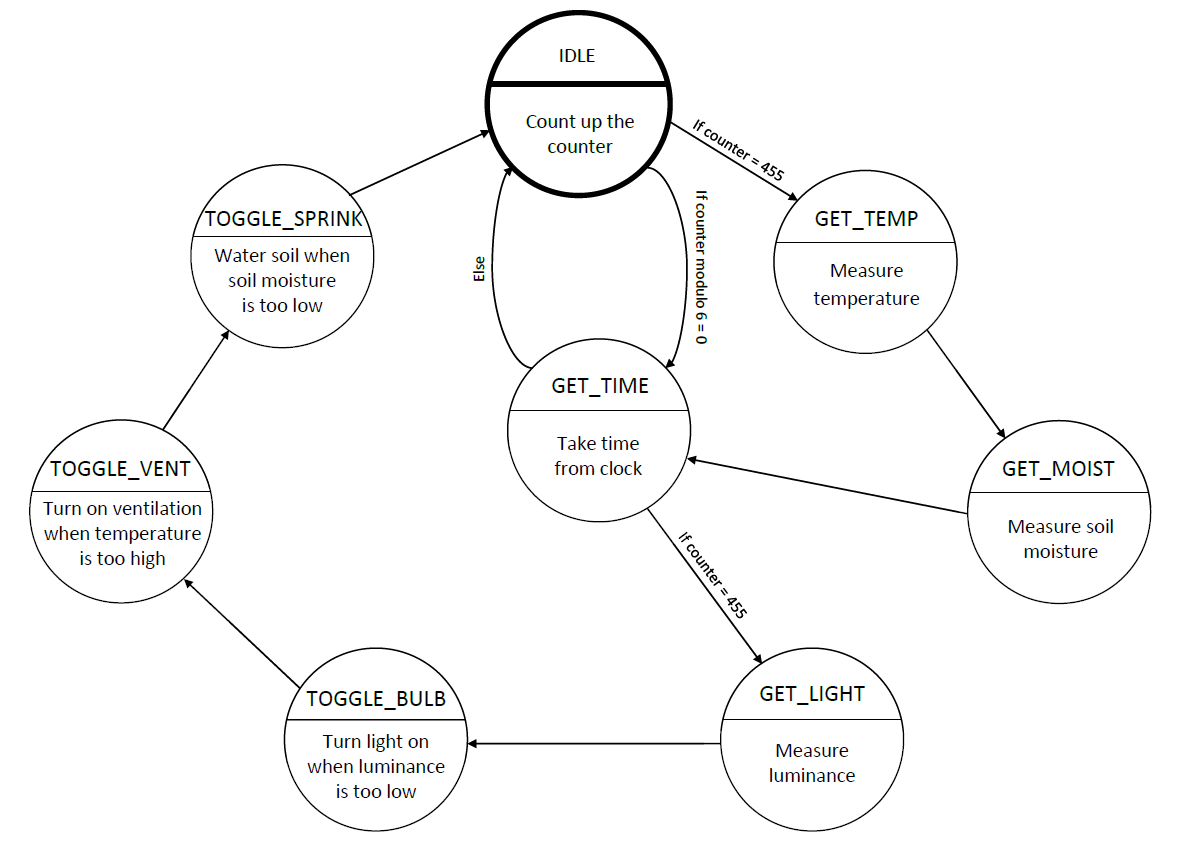 IDLE
Count up the
counter
If counter = 455
If counter modulo 6 = 0
Else
GET_TEMP
Measure
temperature
TOGGLE_SPRINK
Water soil when
soil moisture
is too low
GET_TIME
Take time
from clock
TOGGLE_VENT
Turn on ventilation
when temperature
is too high
GET_MOIST
Measure soil
moisture
If counter = 455
GET_LIGHT
Measure
luminance
TOGGLE_BULB
Turn light on
when luminance
is too low